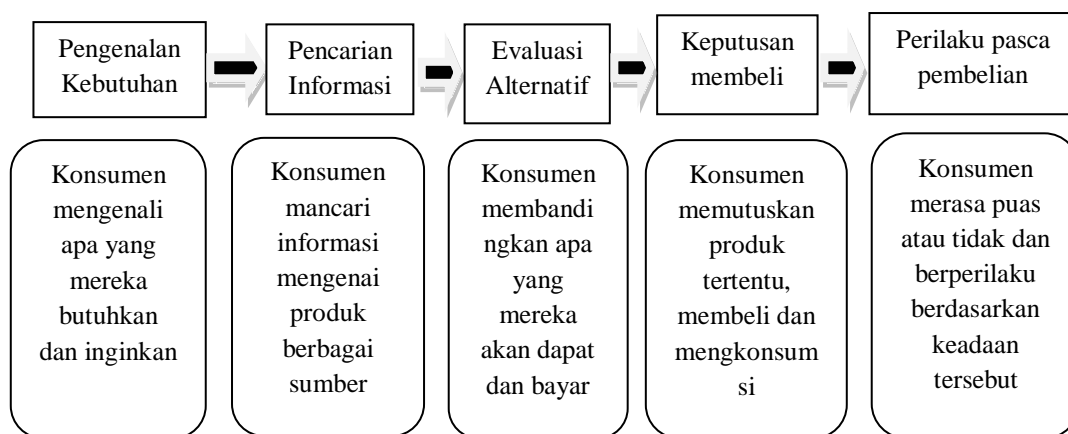 Pengenalan
Kebutuhan
Pencarian
Informasi
Evaluasi
Alternatif
Keputusan
membeli
Perilaku pasca
pembelian
Konsumen
mengenali
apa yang
mereka
butuhkan
dan inginkan
Konsumen
mancari
informasi
mengenai
produk
berbagai
sumber
Konsumen
membandi
ngkan apa
yang
mereka
akan dapat
dan bayar
Konsumen
memutuskan
produk
tertentu,
membeli dan
mengkonsum
si
Konsumen
merasa puas
atau tidak dan
berperilaku
berdasarkan
keadaan
tersebut